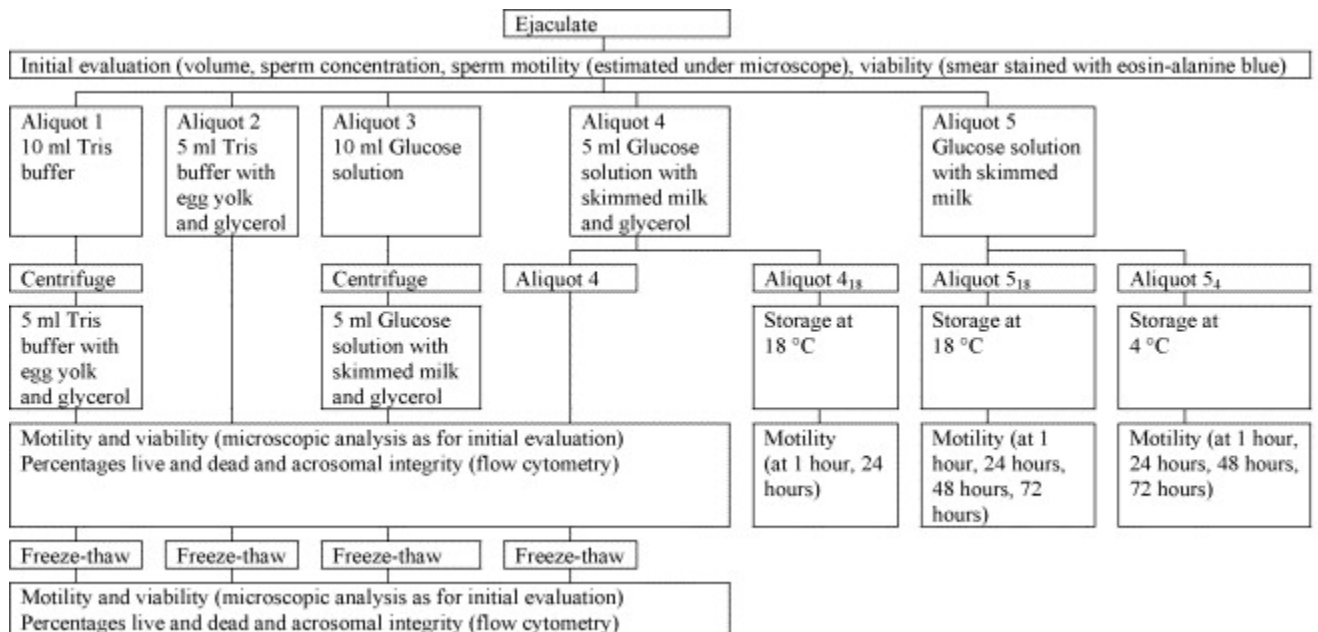 Ejaculate
Initial evaluation (volume, sperm concentration, sperm motility (estimated under microscope), viability (smear stained with eosin-alanine blue)
Aliquot 1
10 ml Tris
buffer
Aliquot 2
5 ml Tris
buffer with
egg yolk
and glycerol
Aliquot 3
10 ml Glucose
solution
Aliquot 4
5 ml Glucose
solution with
skimmed milk
and glycerol
Aliquot 5
Glucose solution
with skimmed
milk
Centrifuge
Centrifuge
Aliquot 4
Aliquot 4₁₈
Aliquot 5₁₈
Aliquot 5₄
5 ml Tris
buffer with
egg yolk
and glycerol
5 ml Glucose
solution with
skimmed milk
and glycerol
Storage at
18 °C
Storage at
18 °C
Storage at
4 °C
Motility and viability (microscopic analysis as for initial evaluation)
Percentages live and dead and acrosomal integrity (flow cytometry)
Motility
(at 1 hour, 24
hours)
Motility (at 1
hour, 24 hours,
48 hours, 72
hours)
Motility (at 1 hour,
24 hours, 48 hours,
72 hours)
Freeze-thaw
Freeze-thaw
Freeze-thaw
Freeze-thaw
Motility and viability (microscopic analysis as for initial evaluation)
Percentages live and dead and acrosomal integrity (flow cytometry)